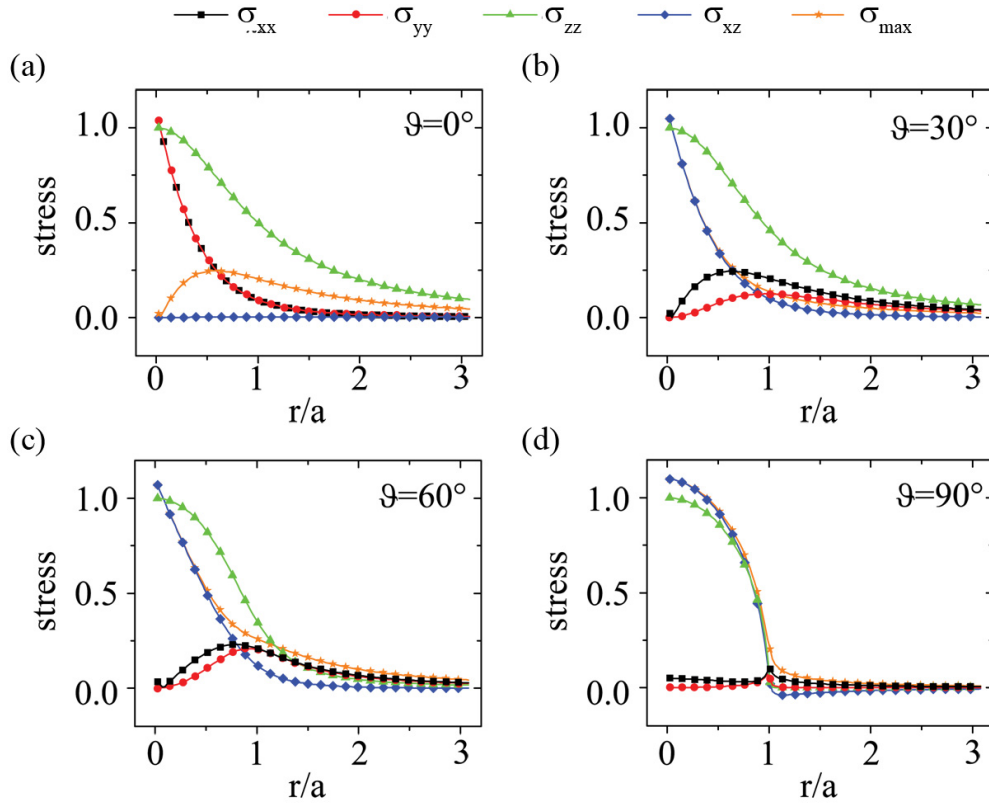 σxx σyy σzz σxz σmax
(a)
ϑ=0°
1.0
0.5
0.0
stress
0 1 2 3
r/a
(b)
ϑ=30°
1.0
0.5
0.0
stress
0 1 2 3
r/a
(c)
ϑ=60°
1.0
0.5
0.0
stress
0 1 2 3
r/a
(d)
ϑ=90°
1.0
0.5
0.0
stress
0 1 2 3
r/a